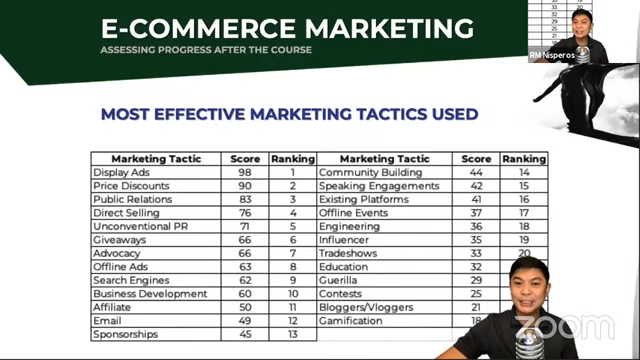 E-COMMERCE MARKETING
ASSESSING PROGRESS AFTER THE COURSE
RM Nisperos
MOST EFFECTIVE MARKETING TACTICS USED
Marketing Tactic Score Ranking Marketing Tactic Score Ranking
Display Ads 98 1 Community Building 44 14
Price Discounts 90 2 Speaking Engagements 42 15
Public Relations 83 3 Existing Platforms 41 16
Direct Selling 76 4 Offline Events 37 17
Unconventional PR 71 5 Engineering 36 18
Giveaways 66 6 Influencer 35 19
Advocacy 66 7 Tradeshows 33 20
Offline Ads 63 8 Education 32
Search Engines 62 9 Guerilla 29
Business Development 60 10 Contests 25
Affiliate 50 11 Bloggers/Vloggers 21
Email 49 12 Gamification 18
Sponsorships 45 13
zoom